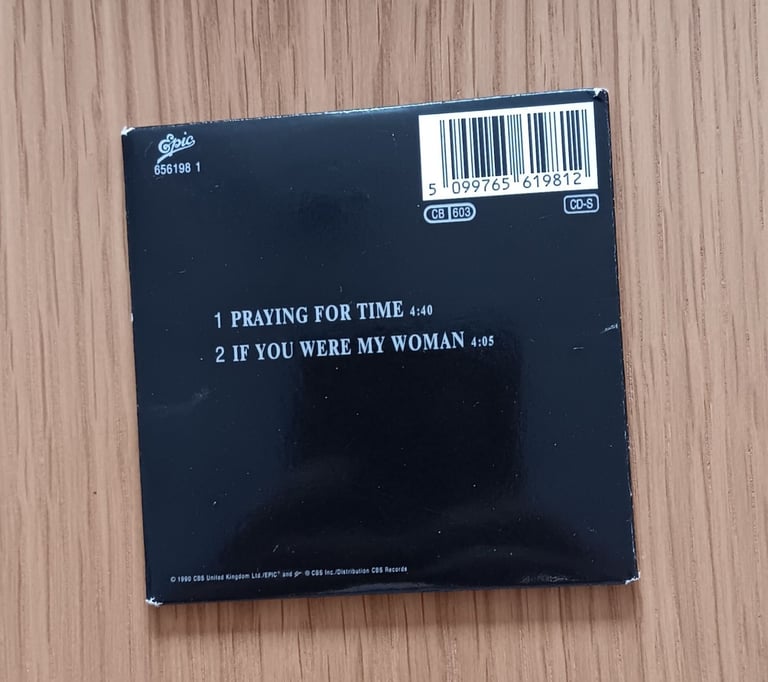 Epic
656198 1
5 099765 619812
CB 603
CD-S
1 PRAYING FOR TIME 4:40
2 IF YOU WERE MY WOMAN 4:05
© 1990 CBS United Kingdom Ltd./EPIC and ® CBS Inc./Distribution CBS Records